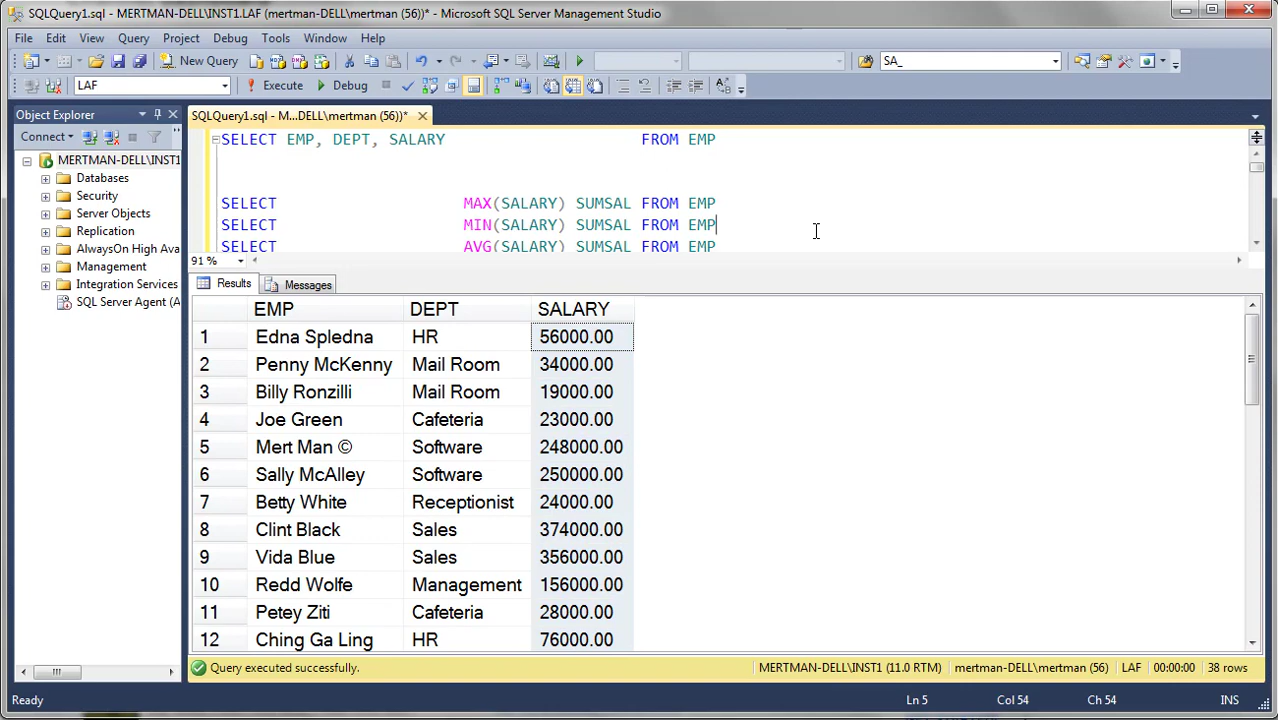 SQLQuery1.sql - MERTMAN-DELL\INST1.LAF (mertman-DELL\mertman (56))* - Microsoft SQL Server Management Studio
File Edit View Query Project Debug Tools Window Help
New Query SA_
LAF Execute Debug
Object Explorer
Connect
MERTMAN-DELL\INST1
Databases
Security
Server Objects
Replication
AlwaysOn High Ava
Management
Integration Services
SQL Server Agent (A
SQLQuery1.sql - M...DELL\mertman (56))*
SELECT EMP, DEPT, SALARY FROM EMP
SELECT MAX(SALARY) SUMSAL FROM EMP
SELECT MIN(SALARY) SUMSAL FROM EMP
SELECT AVG(SALARY) SUMSAL FROM EMP
91 %
Results Messages
EMP DEPT SALARY
1 Edna Spledna HR 56000.00
2 Penny McKenny Mail Room 34000.00
3 Billy Ronzilli Mail Room 19000.00
4 Joe Green Cafeteria 23000.00
5 Mert Man © Software 248000.00
6 Sally McAlley Software 250000.00
7 Betty White Receptionist 24000.00
8 Clint Black Sales 374000.00
9 Vida Blue Sales 356000.00
10 Redd Wolfe Management 156000.00
11 Petey Ziti Cafeteria 28000.00
12 Ching Ga Ling HR 76000.00
Query executed successfully. MERTMAN-DELL\INST1 (11.0 RTM) mertman-DELL\mertman (56) LAF 00:00:00 38 rows
Ready Ln 5 Col 54 Ch 54 INS